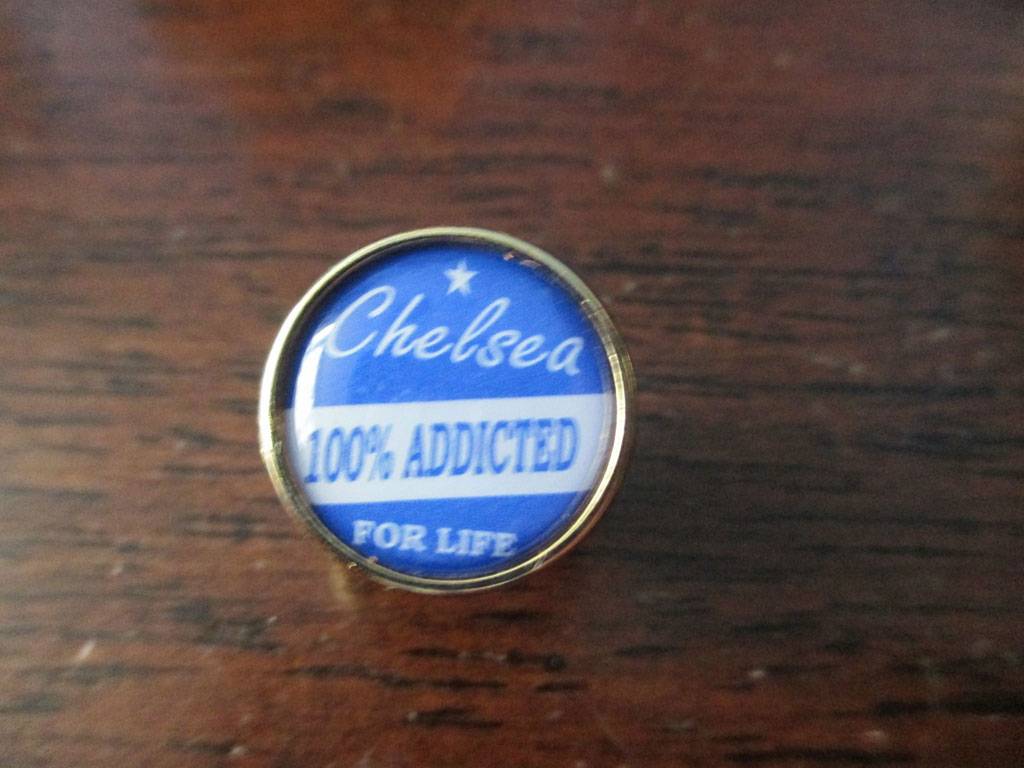 Chelsea
100% ADDICTED
FOR LIFE